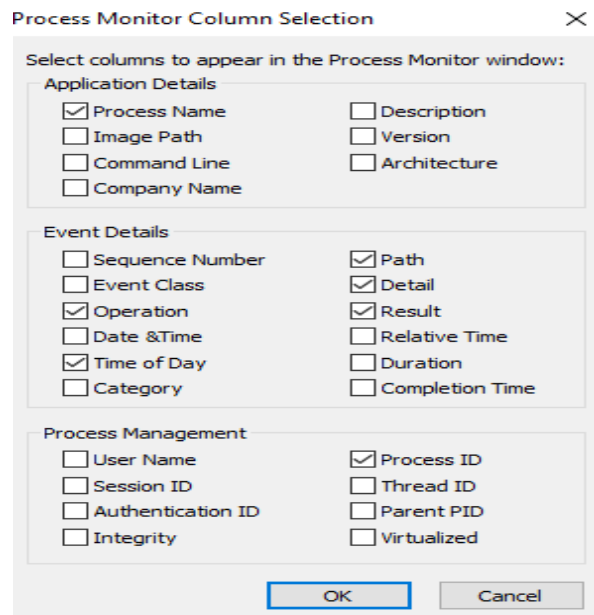 Process Monitor Column Selection
Select columns to appear in the Process Monitor window:
Application Details
Process Name
Description
Image Path
Version
Command Line
Architecture
Company Name
Event Details
Sequence Number
Path
Event Class
Detail
Operation
Result
Date &Time
Relative Time
Time of Day
Duration
Category
Completion Time
Process Management
User Name
Process ID
Session ID
Thread ID
Authentication ID
Parent PID
Integrity
Virtualized
OK
Cancel